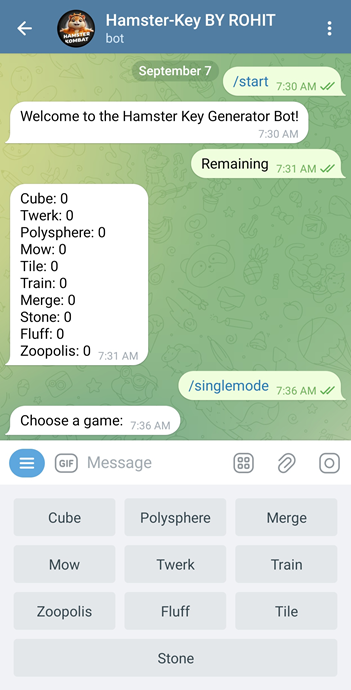 Hamster-Key BY ROHIT
bot
HAMSTER
KOMBAT
September 7
/start 7:30 AM
Welcome to the Hamster Key Generator Bot!
7:30 AM
Remaining 7:31 AM
Cube: 0
Twerk: 0
Polysphere: 0
Mow: 0
Tile: 0
Train: 0
Merge: 0
Stone: 0
Fluff: 0
Zoopolis: 0 7:31 AM
/singlemode 7:36 AM
Choose a game: 7:36 AM
GIF Message
Cube Polysphere Merge
Mow Twerk Train
Zoopolis Fluff Tile
Stone